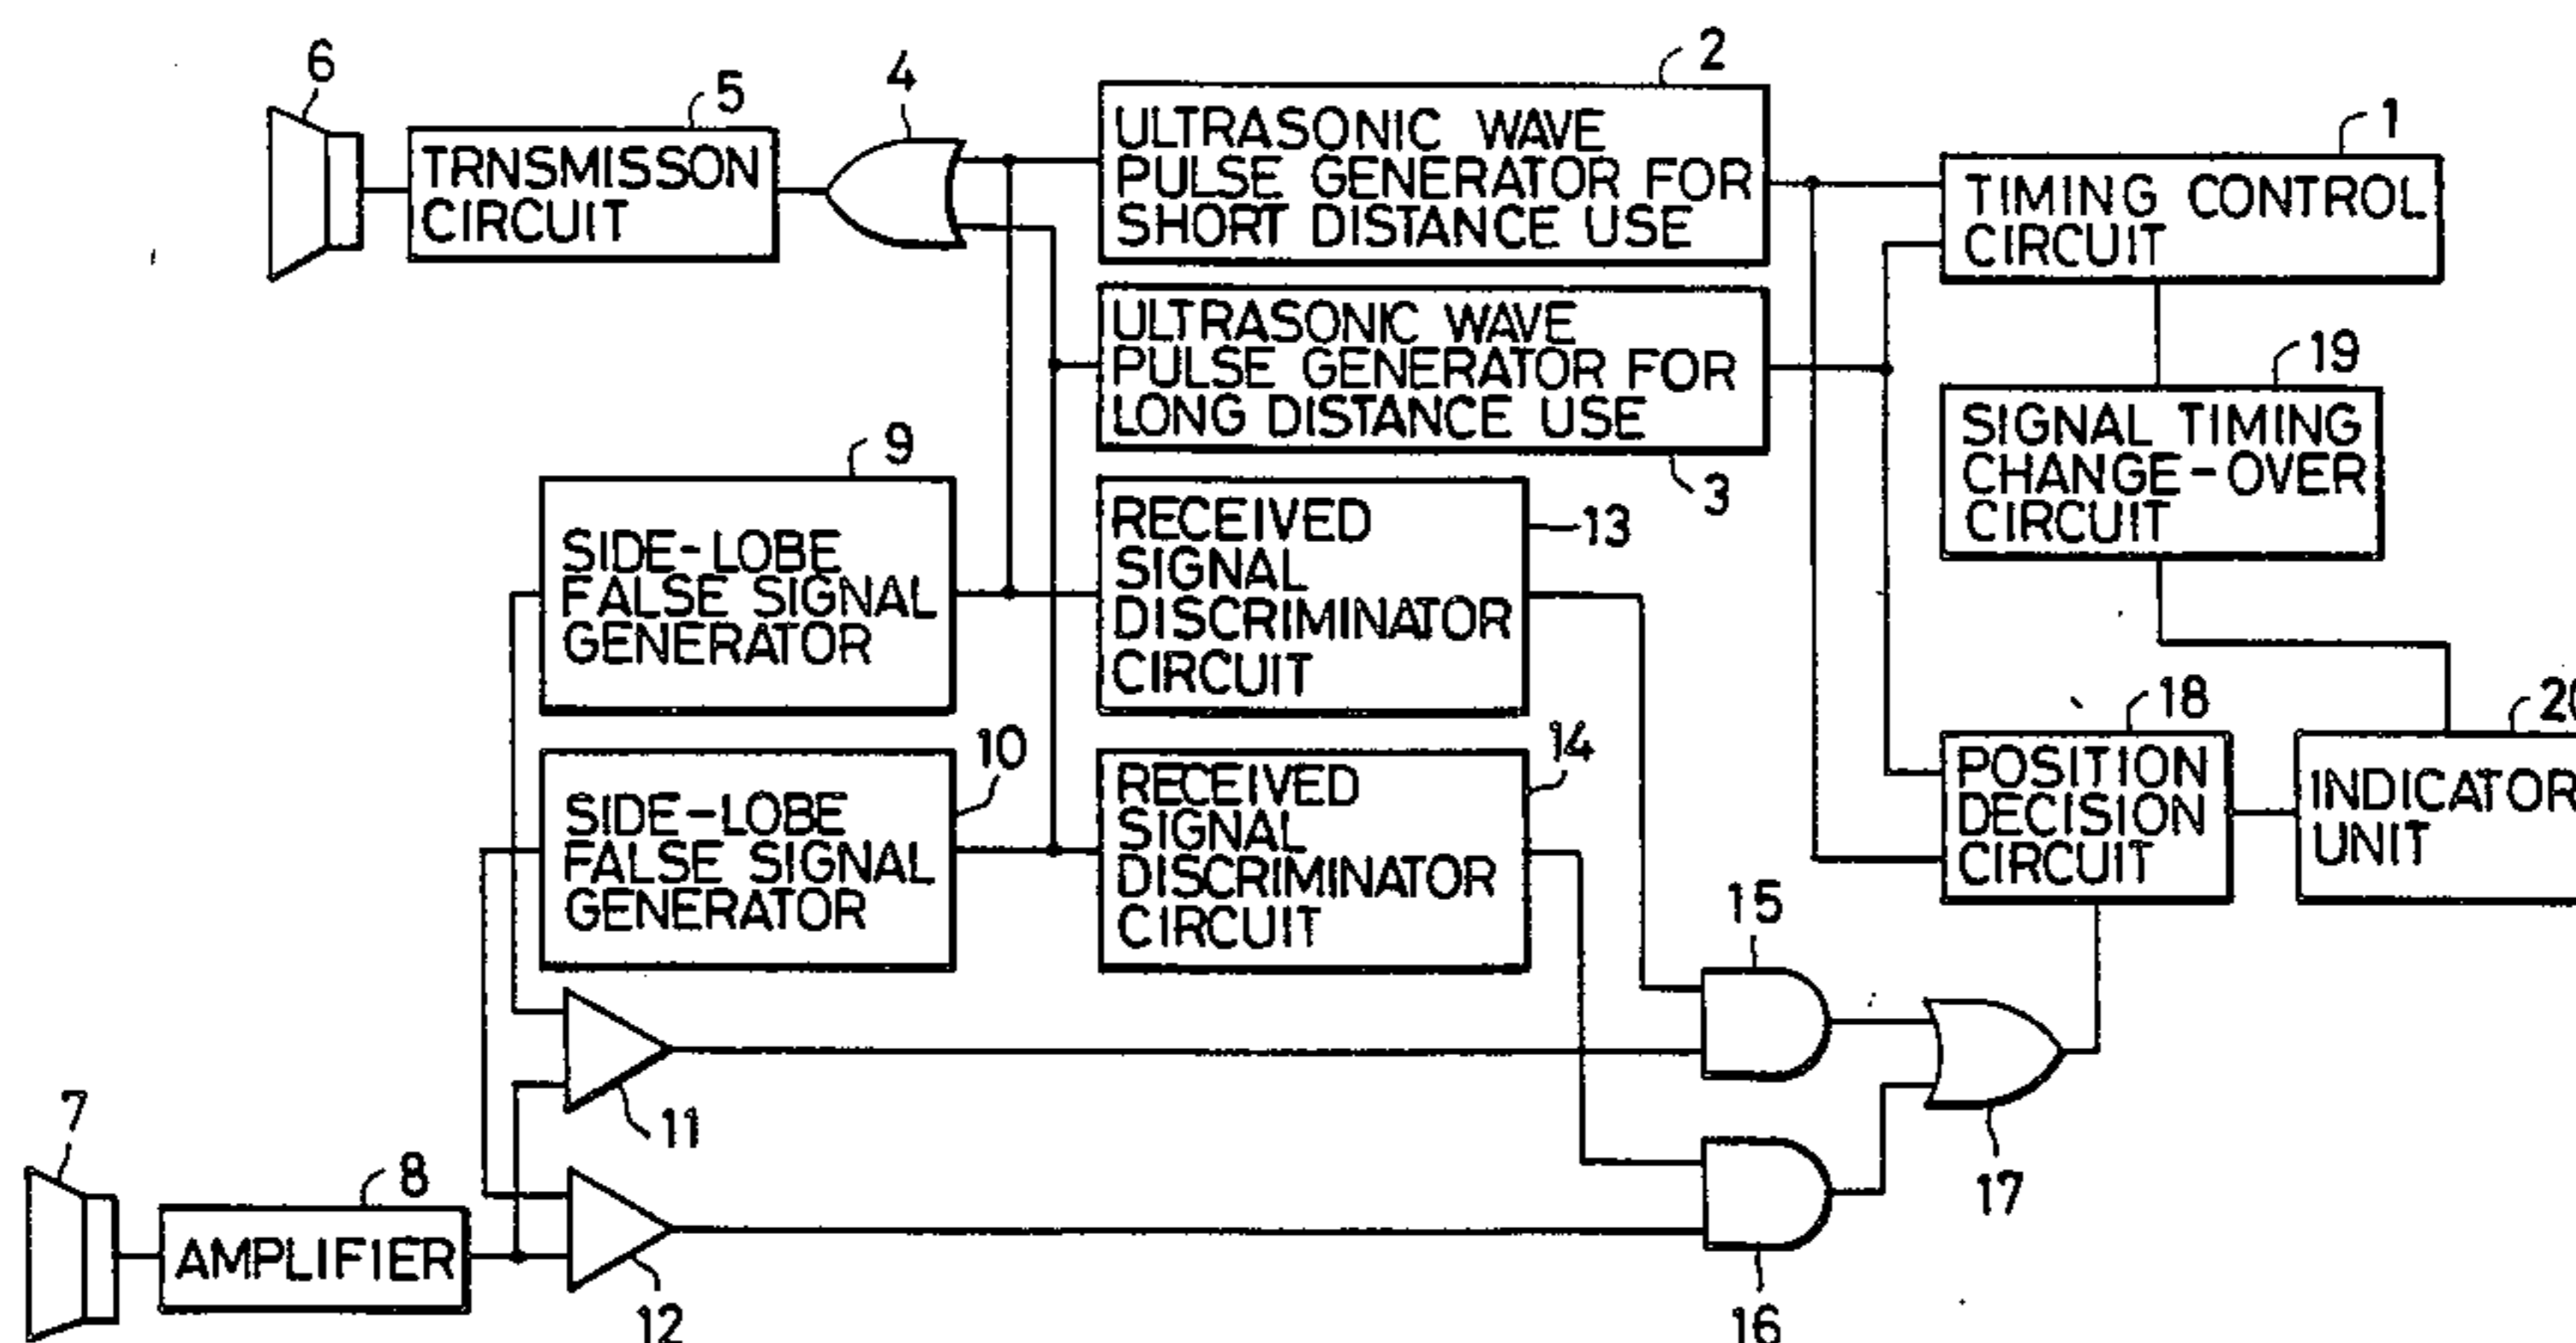 6
5
4
2
1
TRNSMISSON
CIRCUIT
ULTRASONIC WAVE
PULSE GENERATOR FOR
SHORT DISTANCE USE
TIMING CONTROL
CIRCUIT
ULTRASONIC WAVE
PULSE GENERATOR FOR
LONG DISTANCE USE
3
19
SIGNAL TIMING
CHANGE-OVER
CIRCUIT
9
SIDE-LOBE
FALSE SIGNAL
GENERATOR
RECEIVED
SIGNAL
DISCRIMINATOR
CIRCUIT
13
10
SIDE-LOBE
FALSE SIGNAL
GENERATOR
RECEIVED
SIGNAL
DISCRIMINATOR
CIRCUIT
14
18
POSITION
DECISION
CIRCUIT
20
INDICATOR
UNIT
15
11
17
7
8
AMPLIFIER
12
16